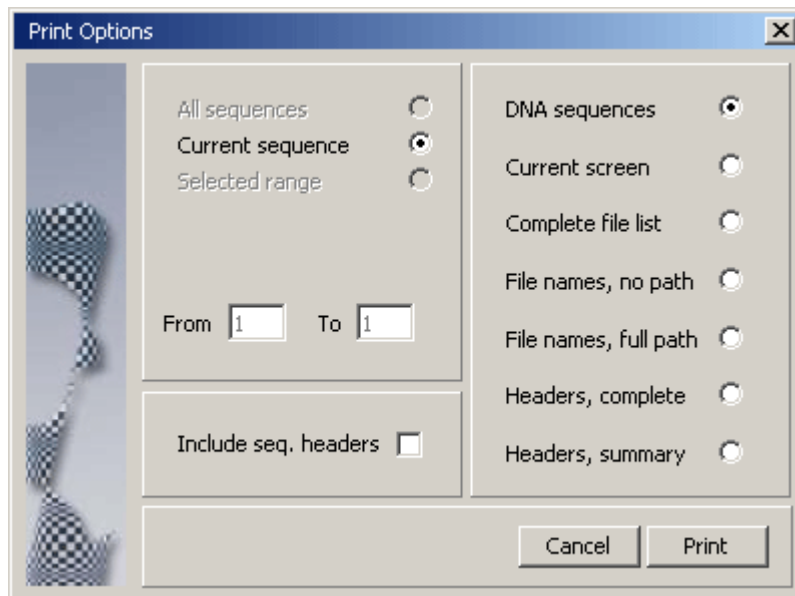 Print Options
All sequences
Current sequence
Selected range
From 1 To 1
Include seq. headers
DNA sequences
Current screen
Complete file list
File names, no path
File names, full path
Headers, complete
Headers, summary
Cancel Print